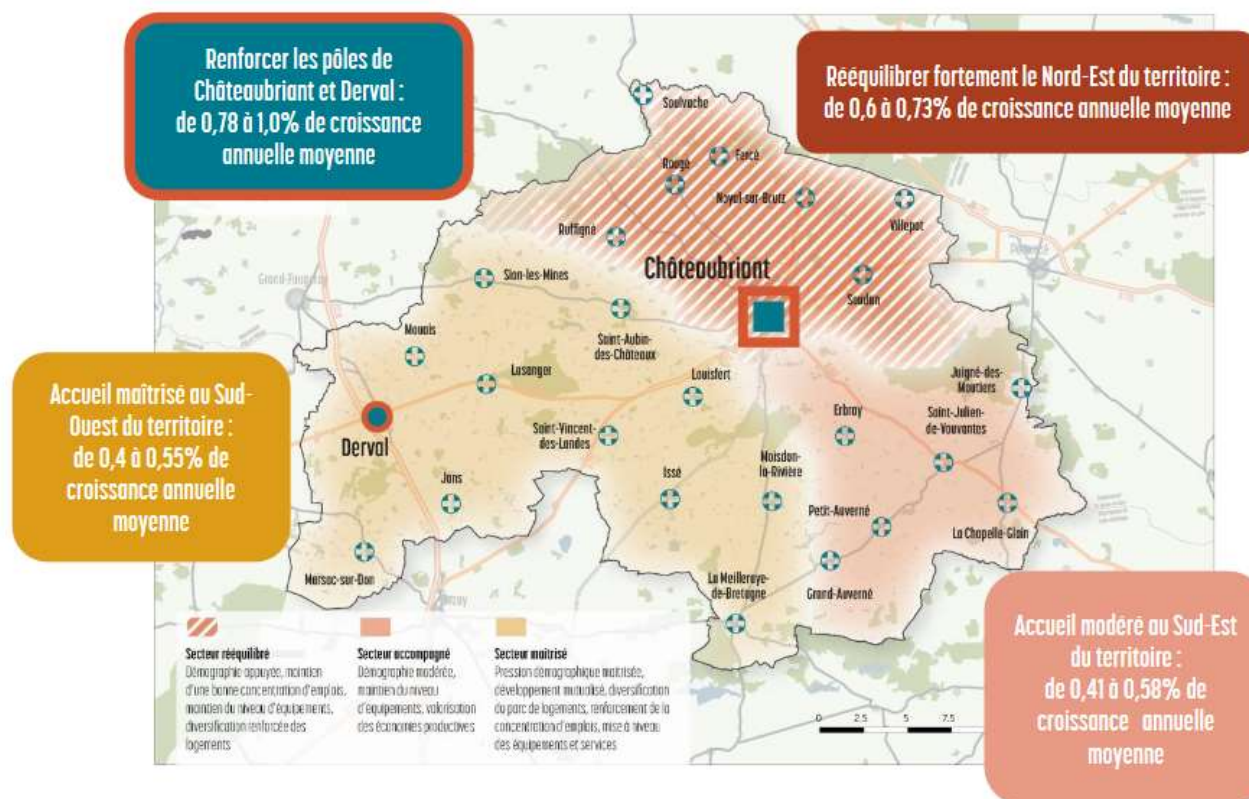 Renforcer les pôles de
Châteaubriant et Derval :
de 0,78 à 1,0% de croissance
annuelle moyenne
Rééquilibrer fortement le Nord-Est du territoire :
de 0,6 à 0,73% de croissance annuelle moyenne
Soulvache
Fercé
Rougé
Noyal-sur-Brutz
Villepot
Ruffigné
Châteaubriant
Soudan
Sion-les-Mines
Grand-Fougeray
Mouais
Saint-Aubin-
des-Châteaux
Lusanger
Louisfert
Juigné-des-
Moutiers
Erbray
Saint-Julien-
de-Vouvantes
Accueil maîtrisé au Sud-
Ouest du territoire :
de 0,4 à 0,55% de
croissance annuelle
moyenne
Derval
Saint-Vincent-
des-Landes
Moisdon-
la-Rivière
Issé
Jans
Petit-Auverné
La Chapelle-Glain
Marsac-sur-Don
La Meilleraye-
de-Bretagne
Grand-Auverné
Secteur rééquilibré
Démographie appuyée, maintien
d'une bonne concentration d'emplois,
maintien du niveau d'équipements,
diversification renforcée des
logements
Secteur accompagné
Démographie modérée,
maintien du niveau
d'équipements, valorisation
des économies productives
Secteur maîtrisé
Pression démographique maitrisée,
développement mutualisé, diversification
du parc de logements, renforcement de la
concentration d'emplois, mise à niveau
des équipements et services
0 2.5 5 7.5
Accueil modéré au Sud-Est
du territoire :
de 0,41 à 0,58% de
croissance annuelle
moyenne